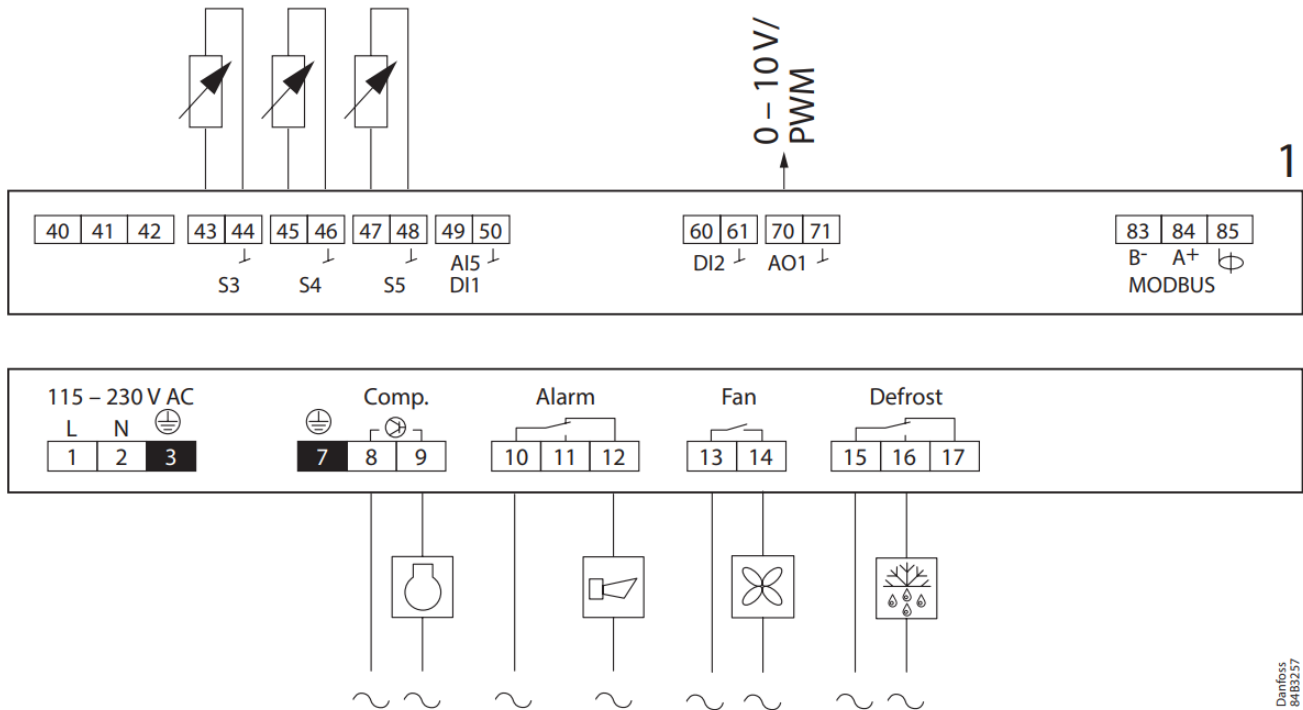 0 – 10 V/
PWM
1
40 41 42 43 44 45 46 47 48 49 50 60 61 70 71 83 84 85
AI5 DI2 AO1 B- A+
S3 S4 S5 DI1 MODBUS
115 – 230 V AC Comp. Alarm Fan Defrost
L N
1 2 3 7 8 9 10 11 12 13 14 15 16 17
Danfoss
84B3257